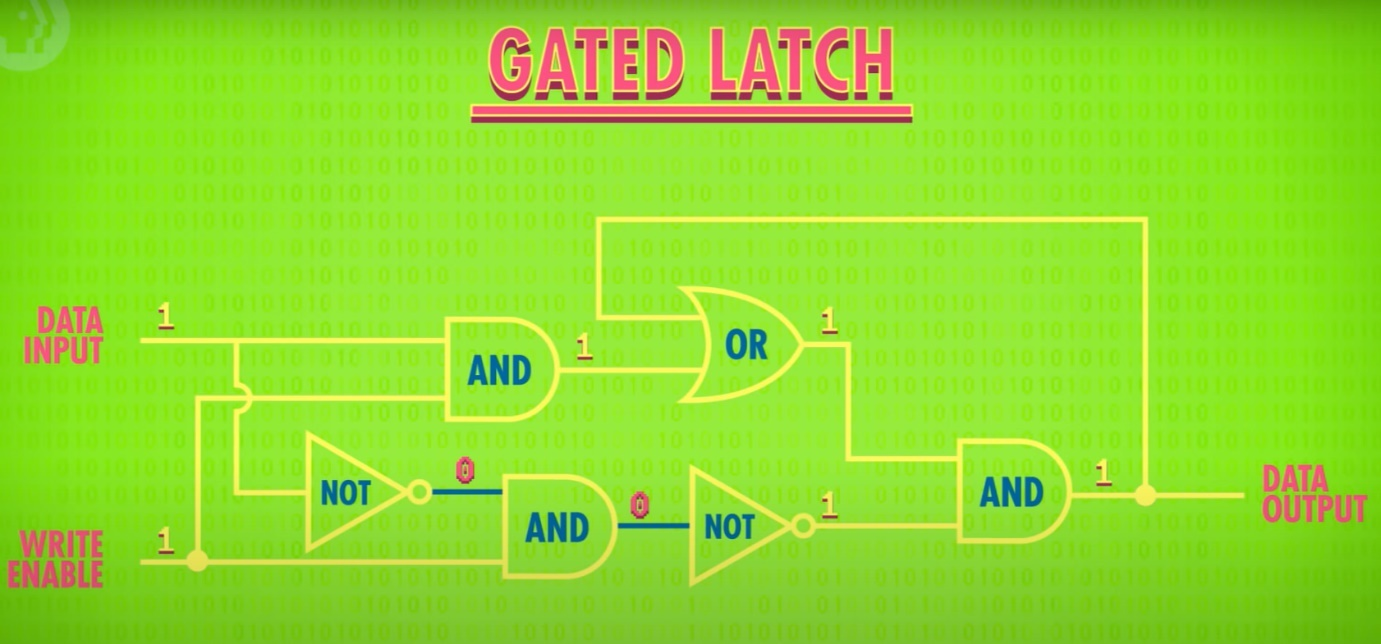 GATED LATCH
DATA
INPUT
1
AND
1
OR
1
NOT
0
AND
0
NOT
1
AND
1
DATA
OUTPUT
WRITE
ENABLE
1